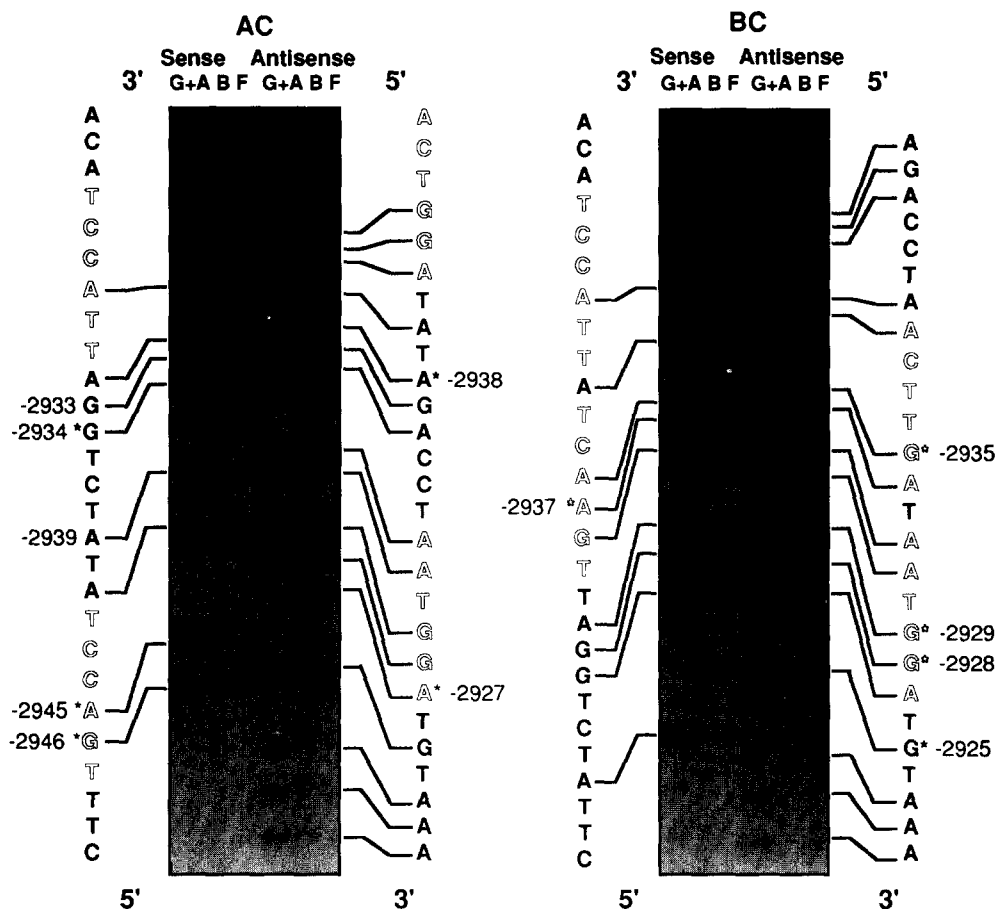 AC
Sense Antisense
3' G+A B F G+A B F 5'
A
C
A
T
C
C
A
T
T
A
-2933 G
-2934 *G
T
C
T
-2939 A
T
A
T
C
C
-2945 *A
-2946 *G
T
T
T
C
5'
A
C
T
G
G
A
T
A
T
A* -2938
G
A
C
C
T
A
A
T
G
G
A* -2927
T
G
T
A
A
A
3'
BC
Sense Antisense
3' G+A B F G+A B F 5'
A
C
A
T
C
C
A
T
T
A
T
C
A
-2937 *A
G
T
T
A
G
G
T
C
T
A
T
T
C
5'
A
G
A
C
C
T
A
A
C
T
T
G* -2935
A
T
A
A
T
G* -2929
G* -2928
A
T
G* -2925
T
A
A
A
3'